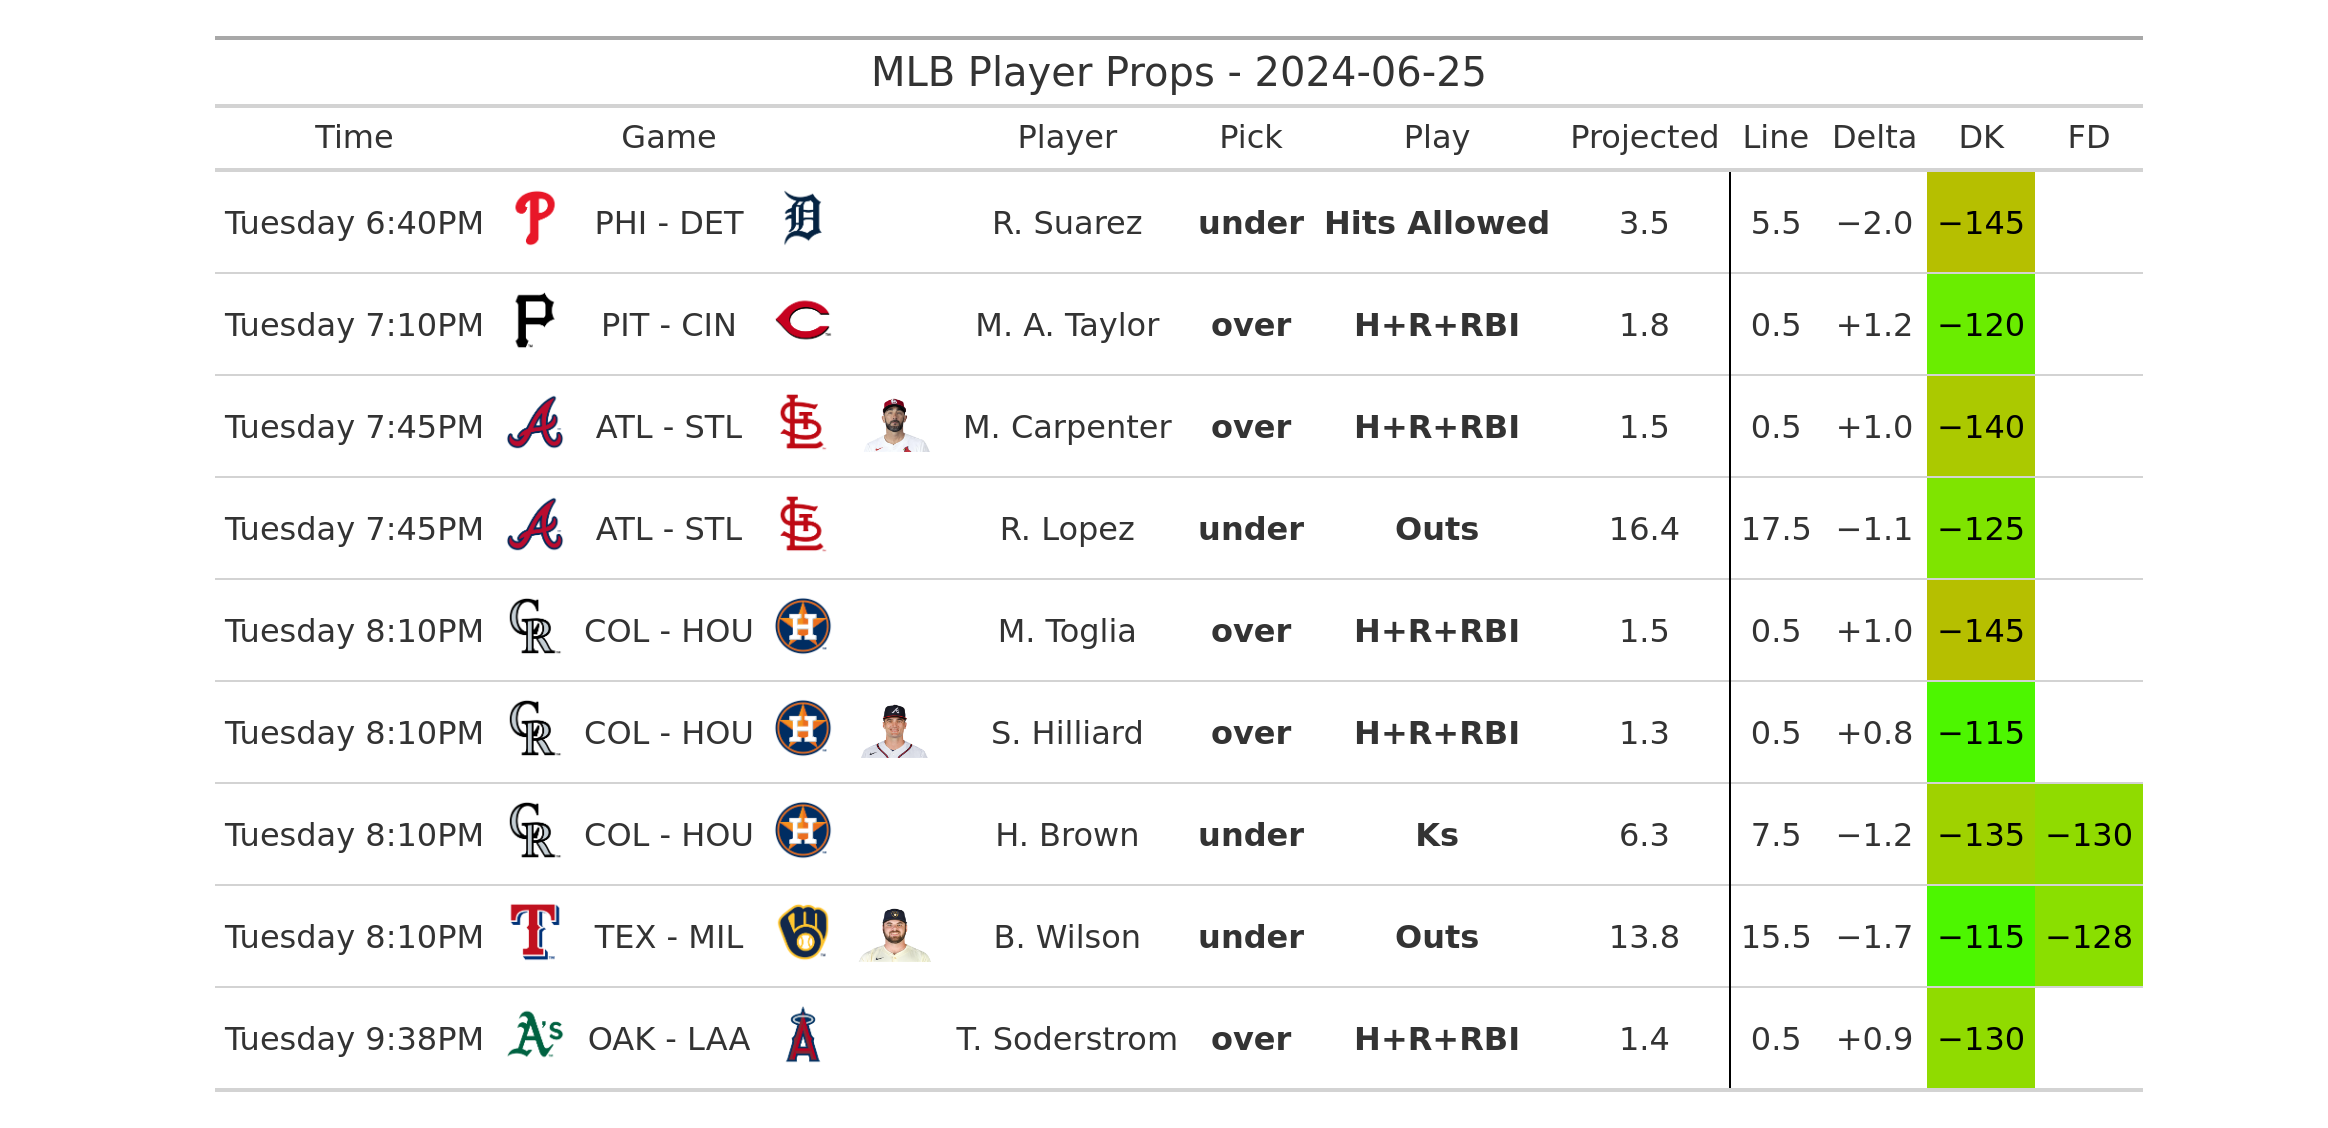 MLB Player Props - 2024-06-25
Time Game Player Pick Play Projected Line Delta DK FD
Tuesday 6:40PM P PHI - DET D R. Suarez under Hits Allowed 3.5 5.5 −2.0 −145
Tuesday 7:10PM P PIT - CIN C M. A. Taylor over H+R+RBI 1.8 0.5 +1.2 −120
Tuesday 7:45PM A ATL - STL STL M. Carpenter over H+R+RBI 1.5 0.5 +1.0 −140
Tuesday 7:45PM A ATL - STL STL R. Lopez under Outs 16.4 17.5 −1.1 −125
Tuesday 8:10PM CR COL - HOU H M. Toglia over H+R+RBI 1.5 0.5 +1.0 −145
Tuesday 8:10PM CR COL - HOU H S. Hilliard over H+R+RBI 1.3 0.5 +0.8 −115
Tuesday 8:10PM CR COL - HOU H H. Brown under Ks 6.3 7.5 −1.2 −135 −130
Tuesday 8:10PM T TEX - MIL B. Wilson under Outs 13.8 15.5 −1.7 −115 −128
Tuesday 9:38PM A's OAK - LAA A T. Soderstrom over H+R+RBI 1.4 0.5 +0.9 −130